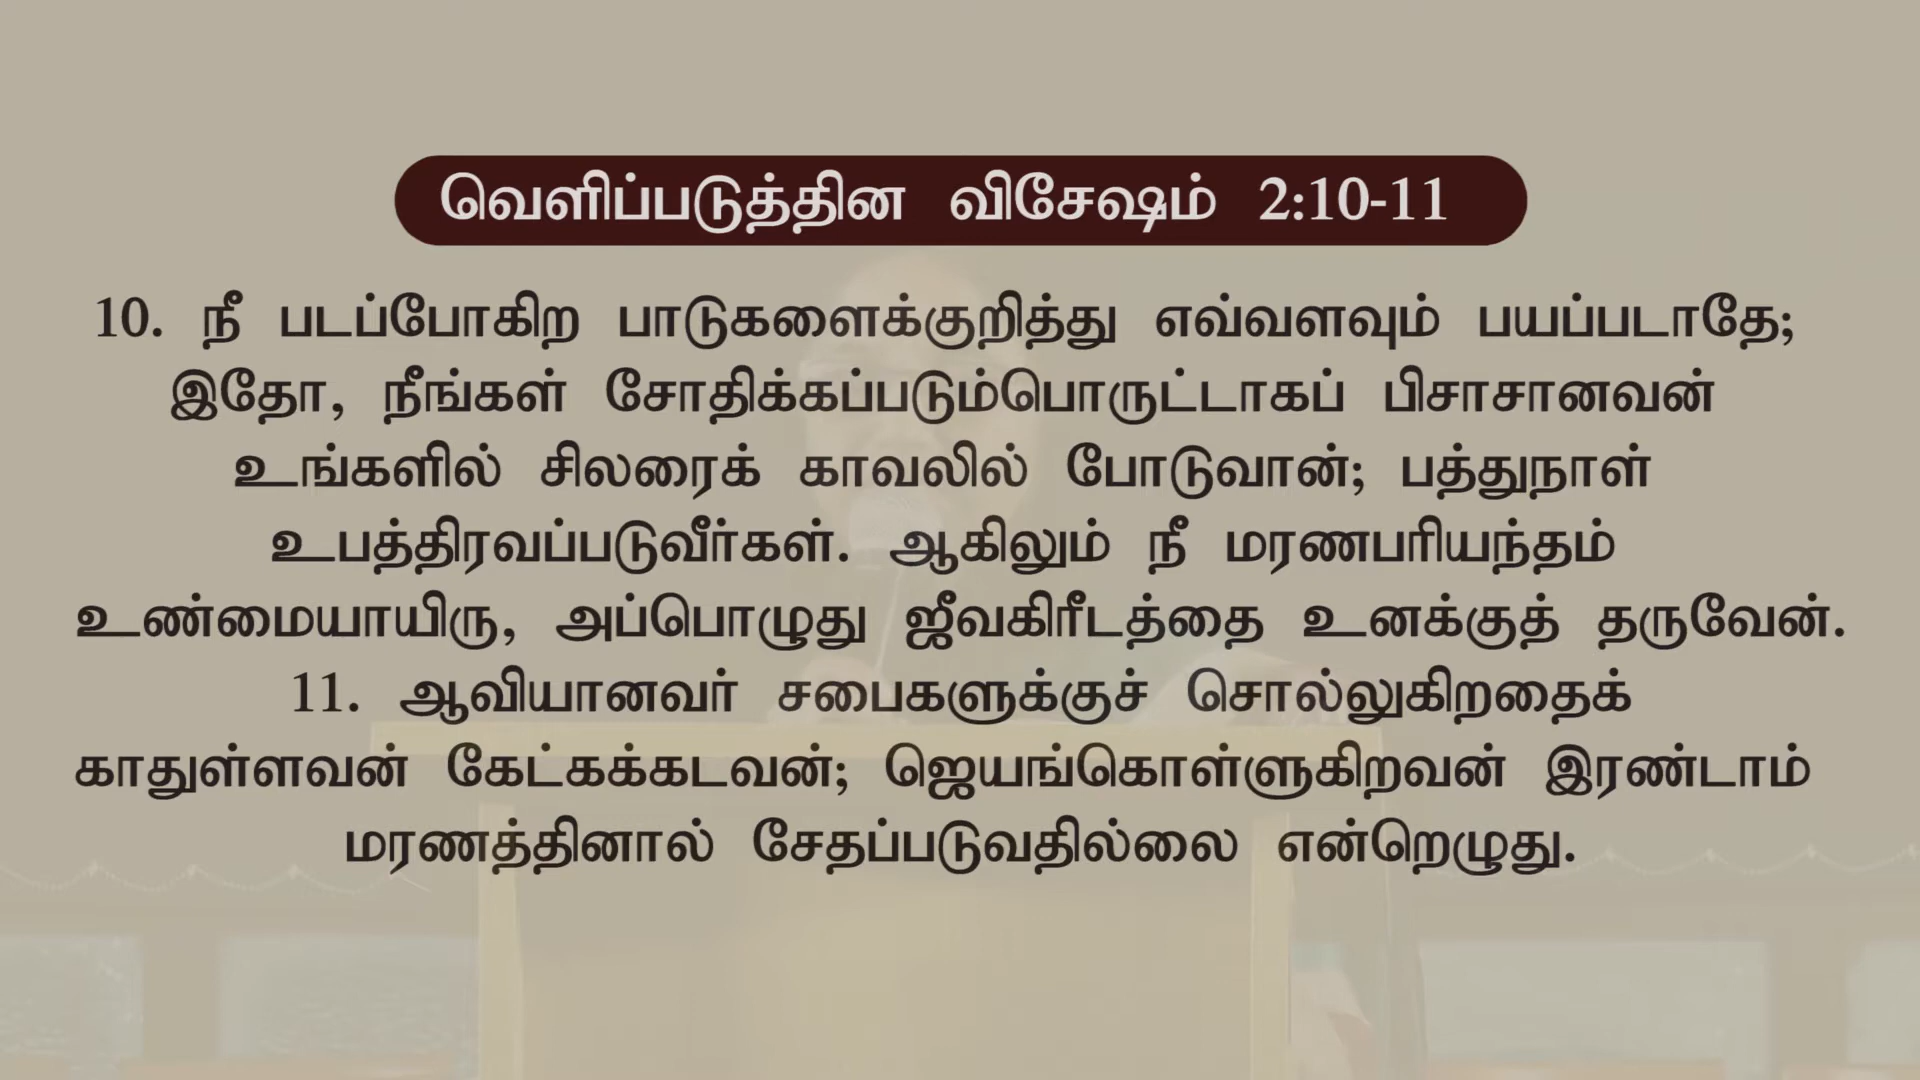 வெளிப்படுத்தின விசேஷம் 2:10-11
10. நீ படப்போகிற பாடுகளைக்குறித்து எவ்வளவும் பயப்படாதே;
இதோ, நீங்கள் சோதிக்கப்படும்பொருட்டாகப் பிசாசானவன்
உங்களில் சிலரைக் காவலில் போடுவான்; பத்துநாள்
உபத்திரவப்படுவீர்கள். ஆகிலும் நீ மரணபரியந்தம்
உண்மையாயிரு, அப்பொழுது ஜீவகிரீடத்தை உனக்குத் தருவேன்.
11. ஆவியானவர் சபைகளுக்குச் சொல்லுகிறதைக்
காதுள்ளவன் கேட்கக்கடவன்; ஜெயங்கொள்ளுகிறவன் இரண்டாம்
மரணத்தினால் சேதப்படுவதில்லை என்றெழுது.